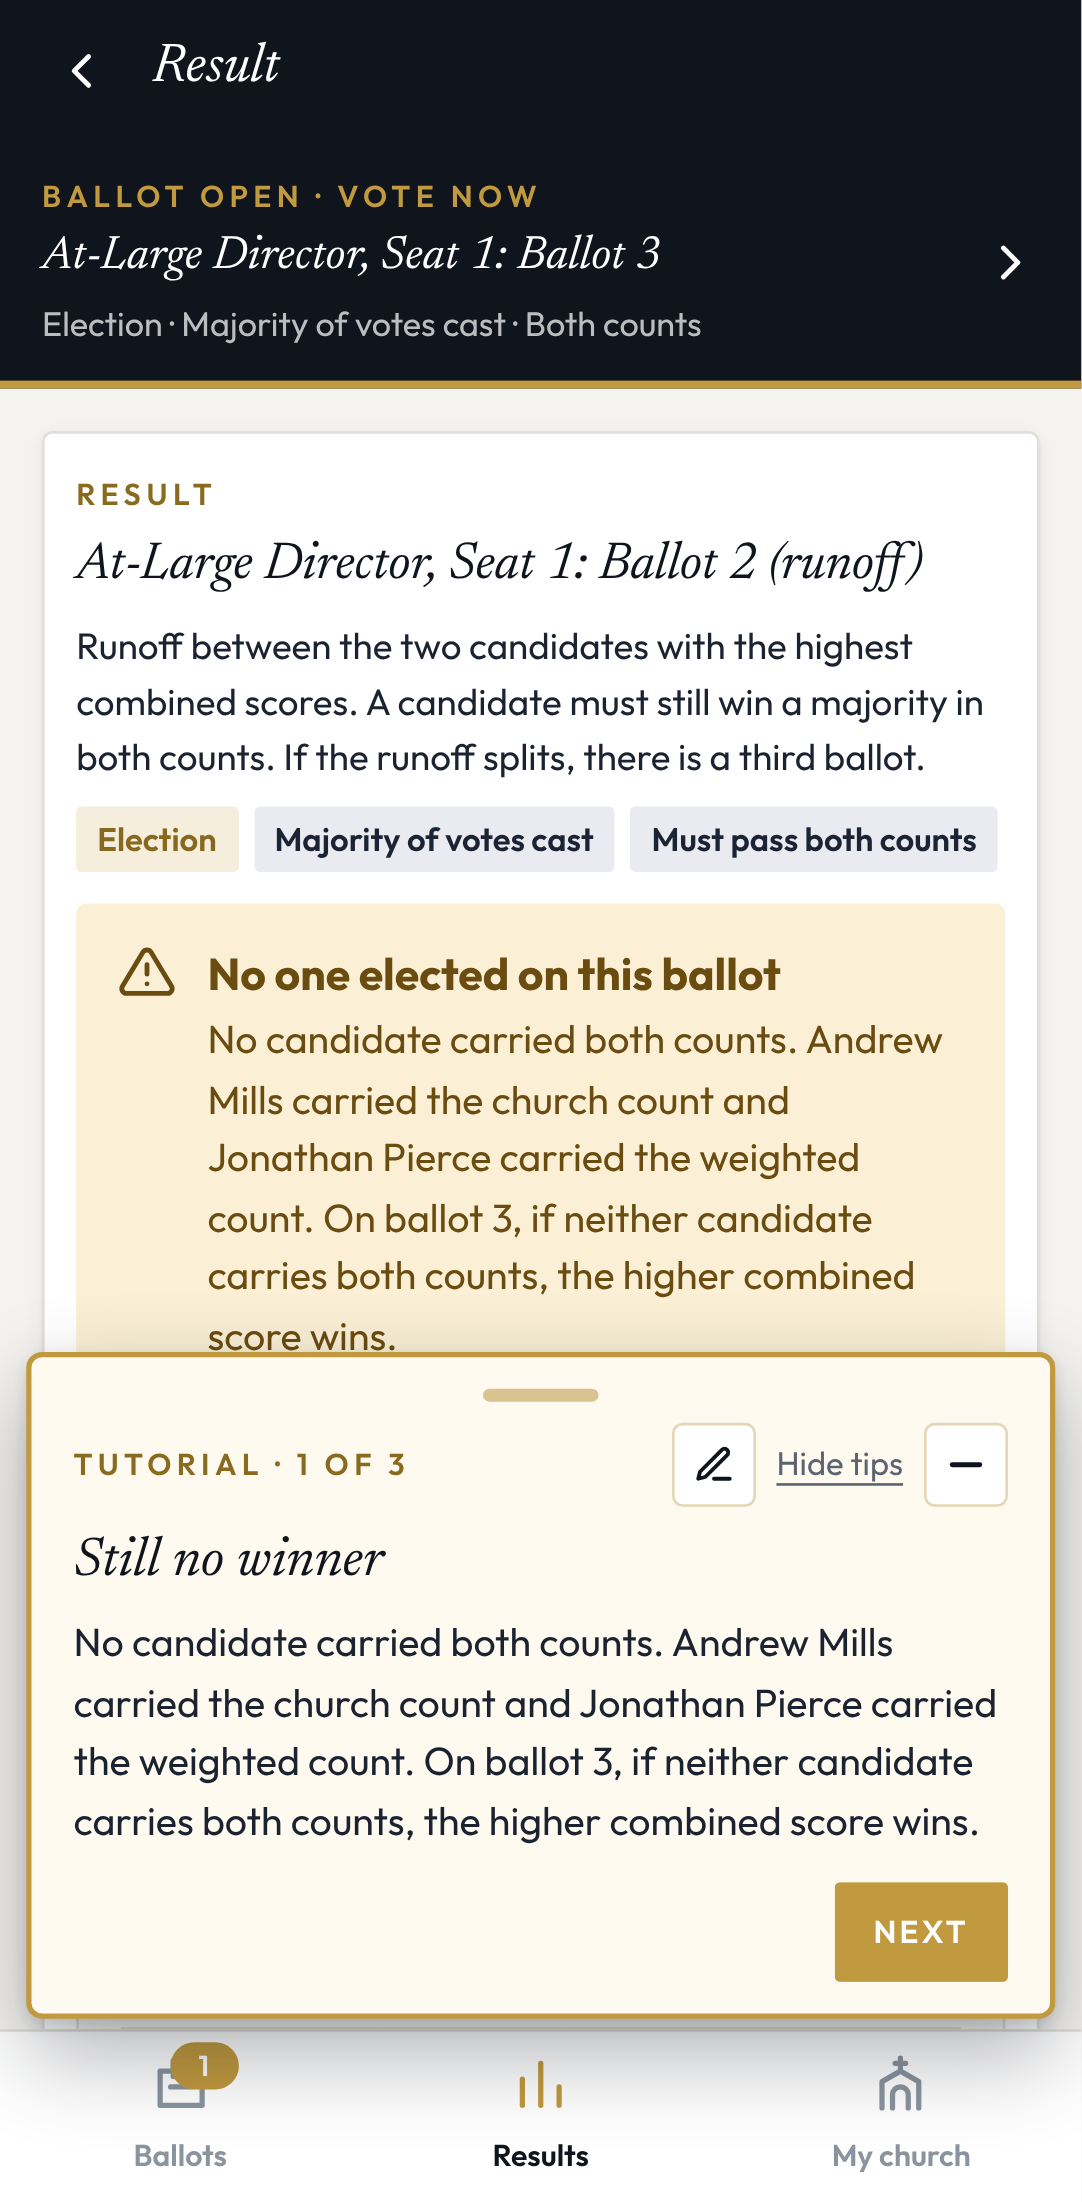 Result
BALLOT OPEN · VOTE NOW
At-Large Director, Seat 1: Ballot 3
Election · Majority of votes cast · Both counts
RESULT
At-Large Director, Seat 1: Ballot 2 (runoff)
Runoff between the two candidates with the highest
combined scores. A candidate must still win a majority in
both counts. If the runoff splits, there is a third ballot.
Election
Majority of votes cast
Must pass both counts
No one elected on this ballot
No candidate carried both counts. Andrew
Mills carried the church count and
Jonathan Pierce carried the weighted
count. On ballot 3, if neither candidate
carries both counts, the higher combined
score wins.
TUTORIAL · 1 OF 3
Hide tips
Still no winner
No candidate carried both counts. Andrew Mills
carried the church count and Jonathan Pierce carried
the weighted count. On ballot 3, if neither candidate
carries both counts, the higher combined score wins.
NEXT
1
Ballots
Results
My church